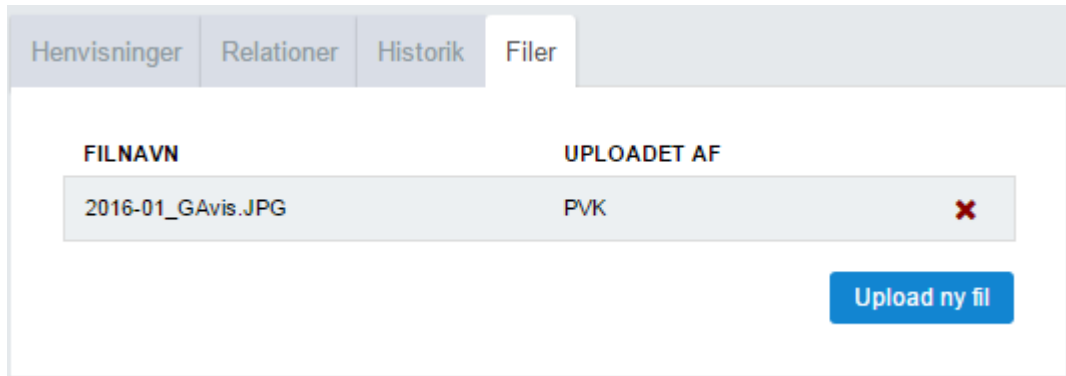 Henvisninger Relationer Historik Filer
FILNAVN UPLOADET AF
2016-01_GAvis.JPG PVK
Upload ny fil